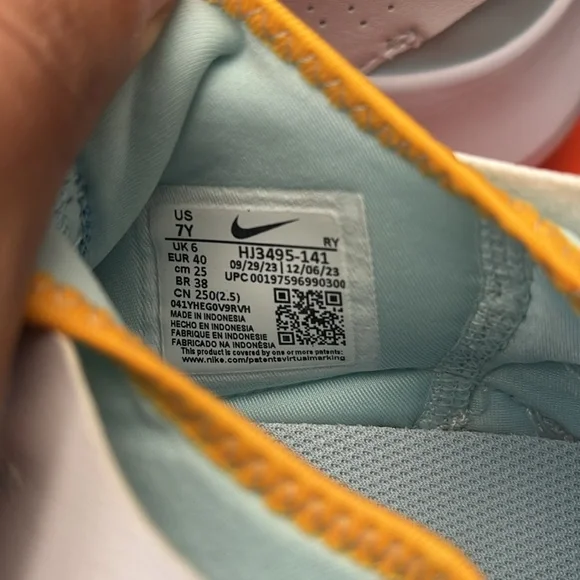 US
7Y
RY
UK 6
EUR 40
cm 25
BR 38
CN 250(2.5)
HJ3495-141
09/29/23 | 12/06/23
UPC 00197596990300
041YHEG0V9RVH
MADE IN INDONESIA
HECHO EN INDONESIA
FABRIQUE EN INDONESIE
FABRICADO NA INDONÉSIA
This product is covered by one or more patents:
www.nike.com/patentsvirtualmarking